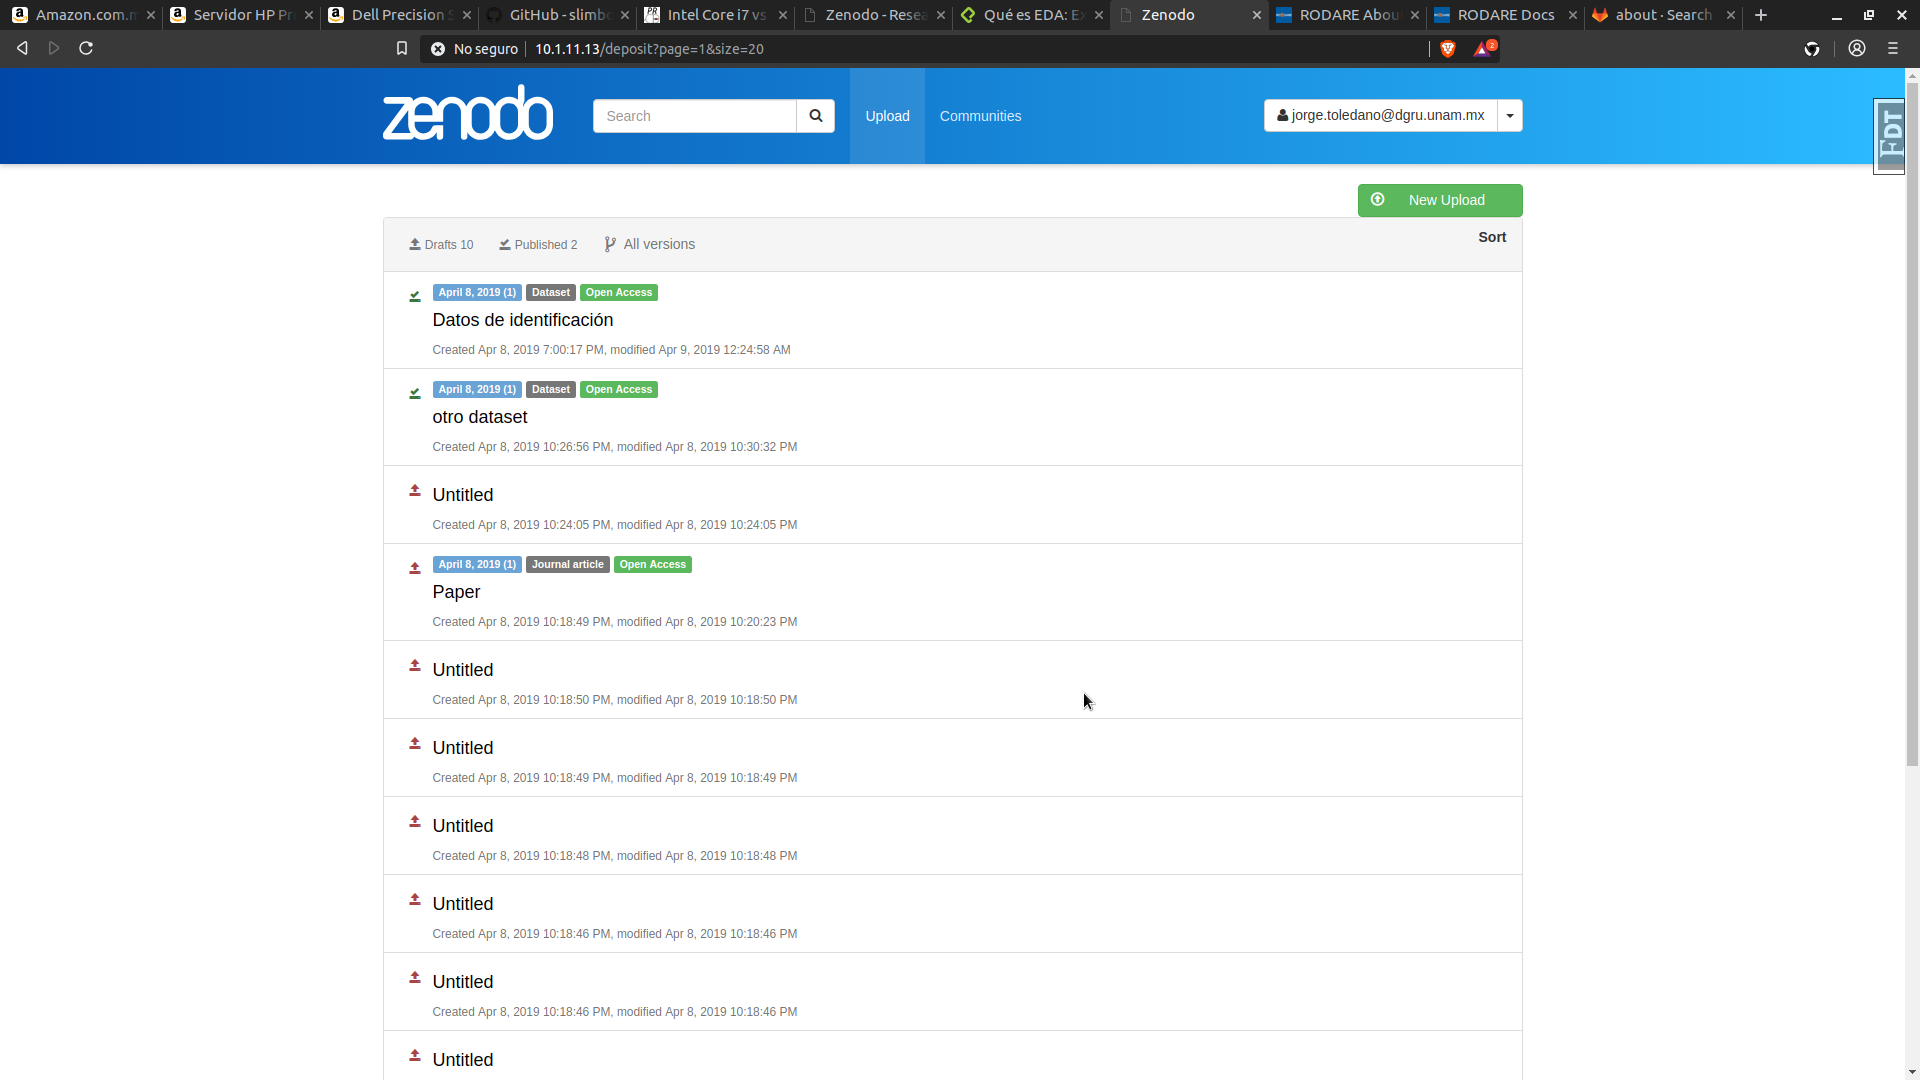 Amazon.com.m
Servidor HP Pr
Dell Precision S
GitHub - slimb
Intel Core i7 vs
Zenodo - Resea
Qué es EDA: E
Zenodo
RODARE Abou
RODARE Docs
about · Search
No seguro
10.1.11.13/deposit?page=1&size=20
2
zenodo
Search
Upload
Communities
jorge.toledano@dgru.unam.mx
FDT
New Upload
Drafts 10
Published 2
All versions
Sort
April 8, 2019 (1) Dataset Open Access
Datos de identificación
Created Apr 8, 2019 7:00:17 PM, modified Apr 9, 2019 12:24:58 AM
April 8, 2019 (1) Dataset Open Access
otro dataset
Created Apr 8, 2019 10:26:56 PM, modified Apr 8, 2019 10:30:32 PM
Untitled
Created Apr 8, 2019 10:24:05 PM, modified Apr 8, 2019 10:24:05 PM
April 8, 2019 (1) Journal article Open Access
Paper
Created Apr 8, 2019 10:18:49 PM, modified Apr 8, 2019 10:20:23 PM
Untitled
Created Apr 8, 2019 10:18:50 PM, modified Apr 8, 2019 10:18:50 PM
Untitled
Created Apr 8, 2019 10:18:49 PM, modified Apr 8, 2019 10:18:49 PM
Untitled
Created Apr 8, 2019 10:18:48 PM, modified Apr 8, 2019 10:18:48 PM
Untitled
Created Apr 8, 2019 10:18:46 PM, modified Apr 8, 2019 10:18:46 PM
Untitled
Created Apr 8, 2019 10:18:46 PM, modified Apr 8, 2019 10:18:46 PM
Untitled